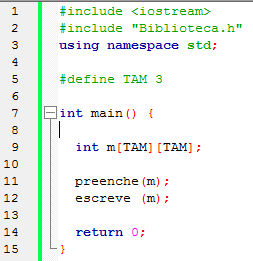 1 #include <iostream>
2 #include "Biblioteca.h"
3 using namespace std;
4
5 #define TAM 3
6
7 int main() {
8
9 int m[TAM][TAM];
10
11 preenche(m);
12 escreve (m);
13
14 return 0;
15 }